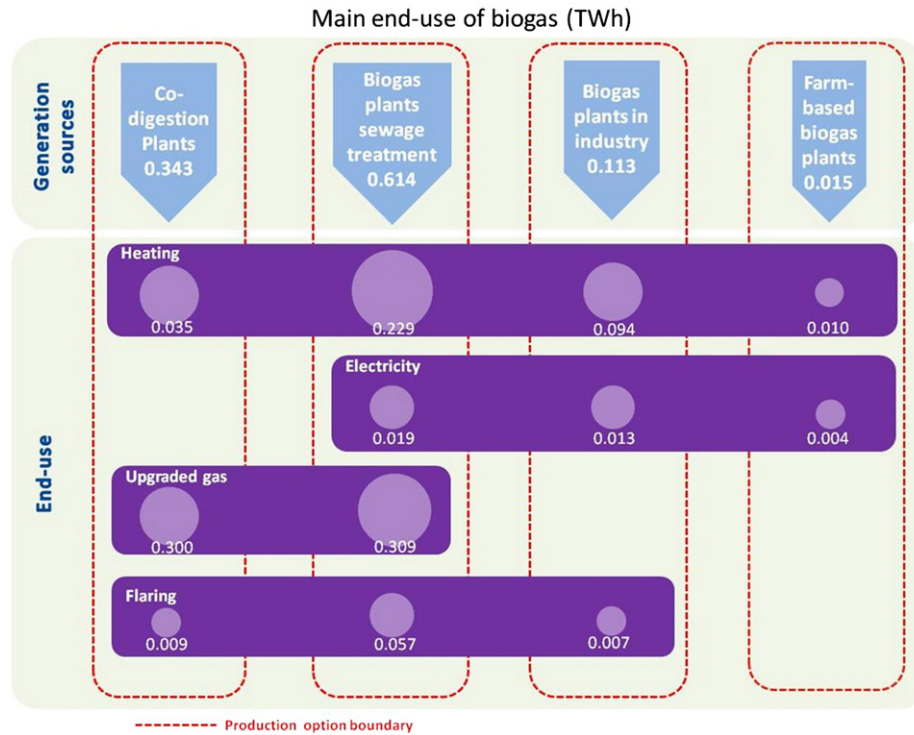 Main end-use of biogas (TWh)
Generation
sources
Co-
digestion
Plants
0.343
Biogas
plants
sewage
treatment
0.614
Biogas
plants in
industry
0.113
Farm-
based
biogas
plants
0.015
End-use
Heating
0.035 0.229 0.094 0.010
Electricity
0.019 0.013 0.004
Upgraded gas
0.300 0.309
Flaring
0.009 0.057 0.007
Production option boundary